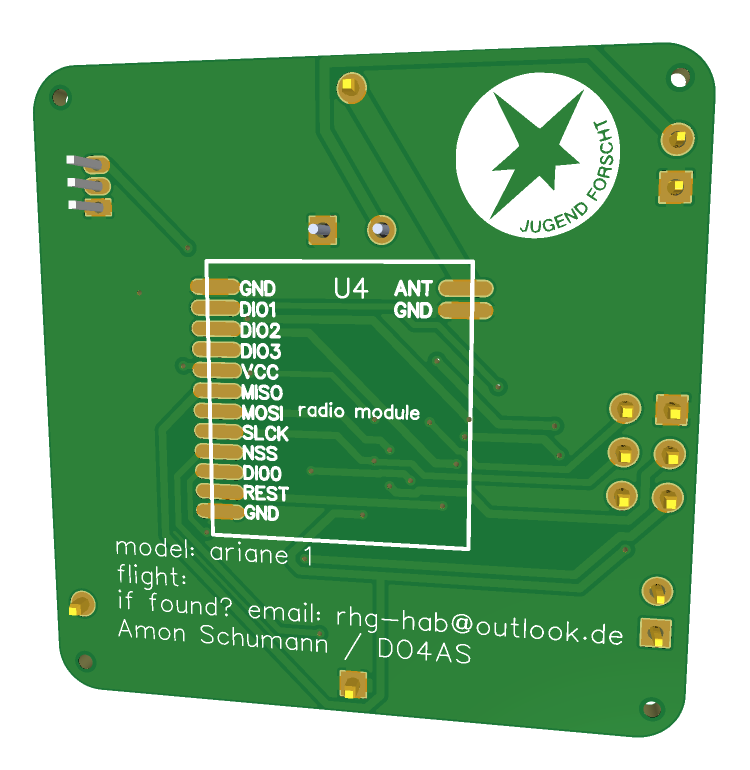 JUGEND FORSCHT
U4
GND
DIO1
DIO2
DIO3
VCC
MISO
MOSI
SLCK
NSS
DIO0
REST
GND
ANT
GND
radio module
model: ariane 1
flight:
if found? email: rhg-hab@outlook.de
Amon Schumann / DO4AS